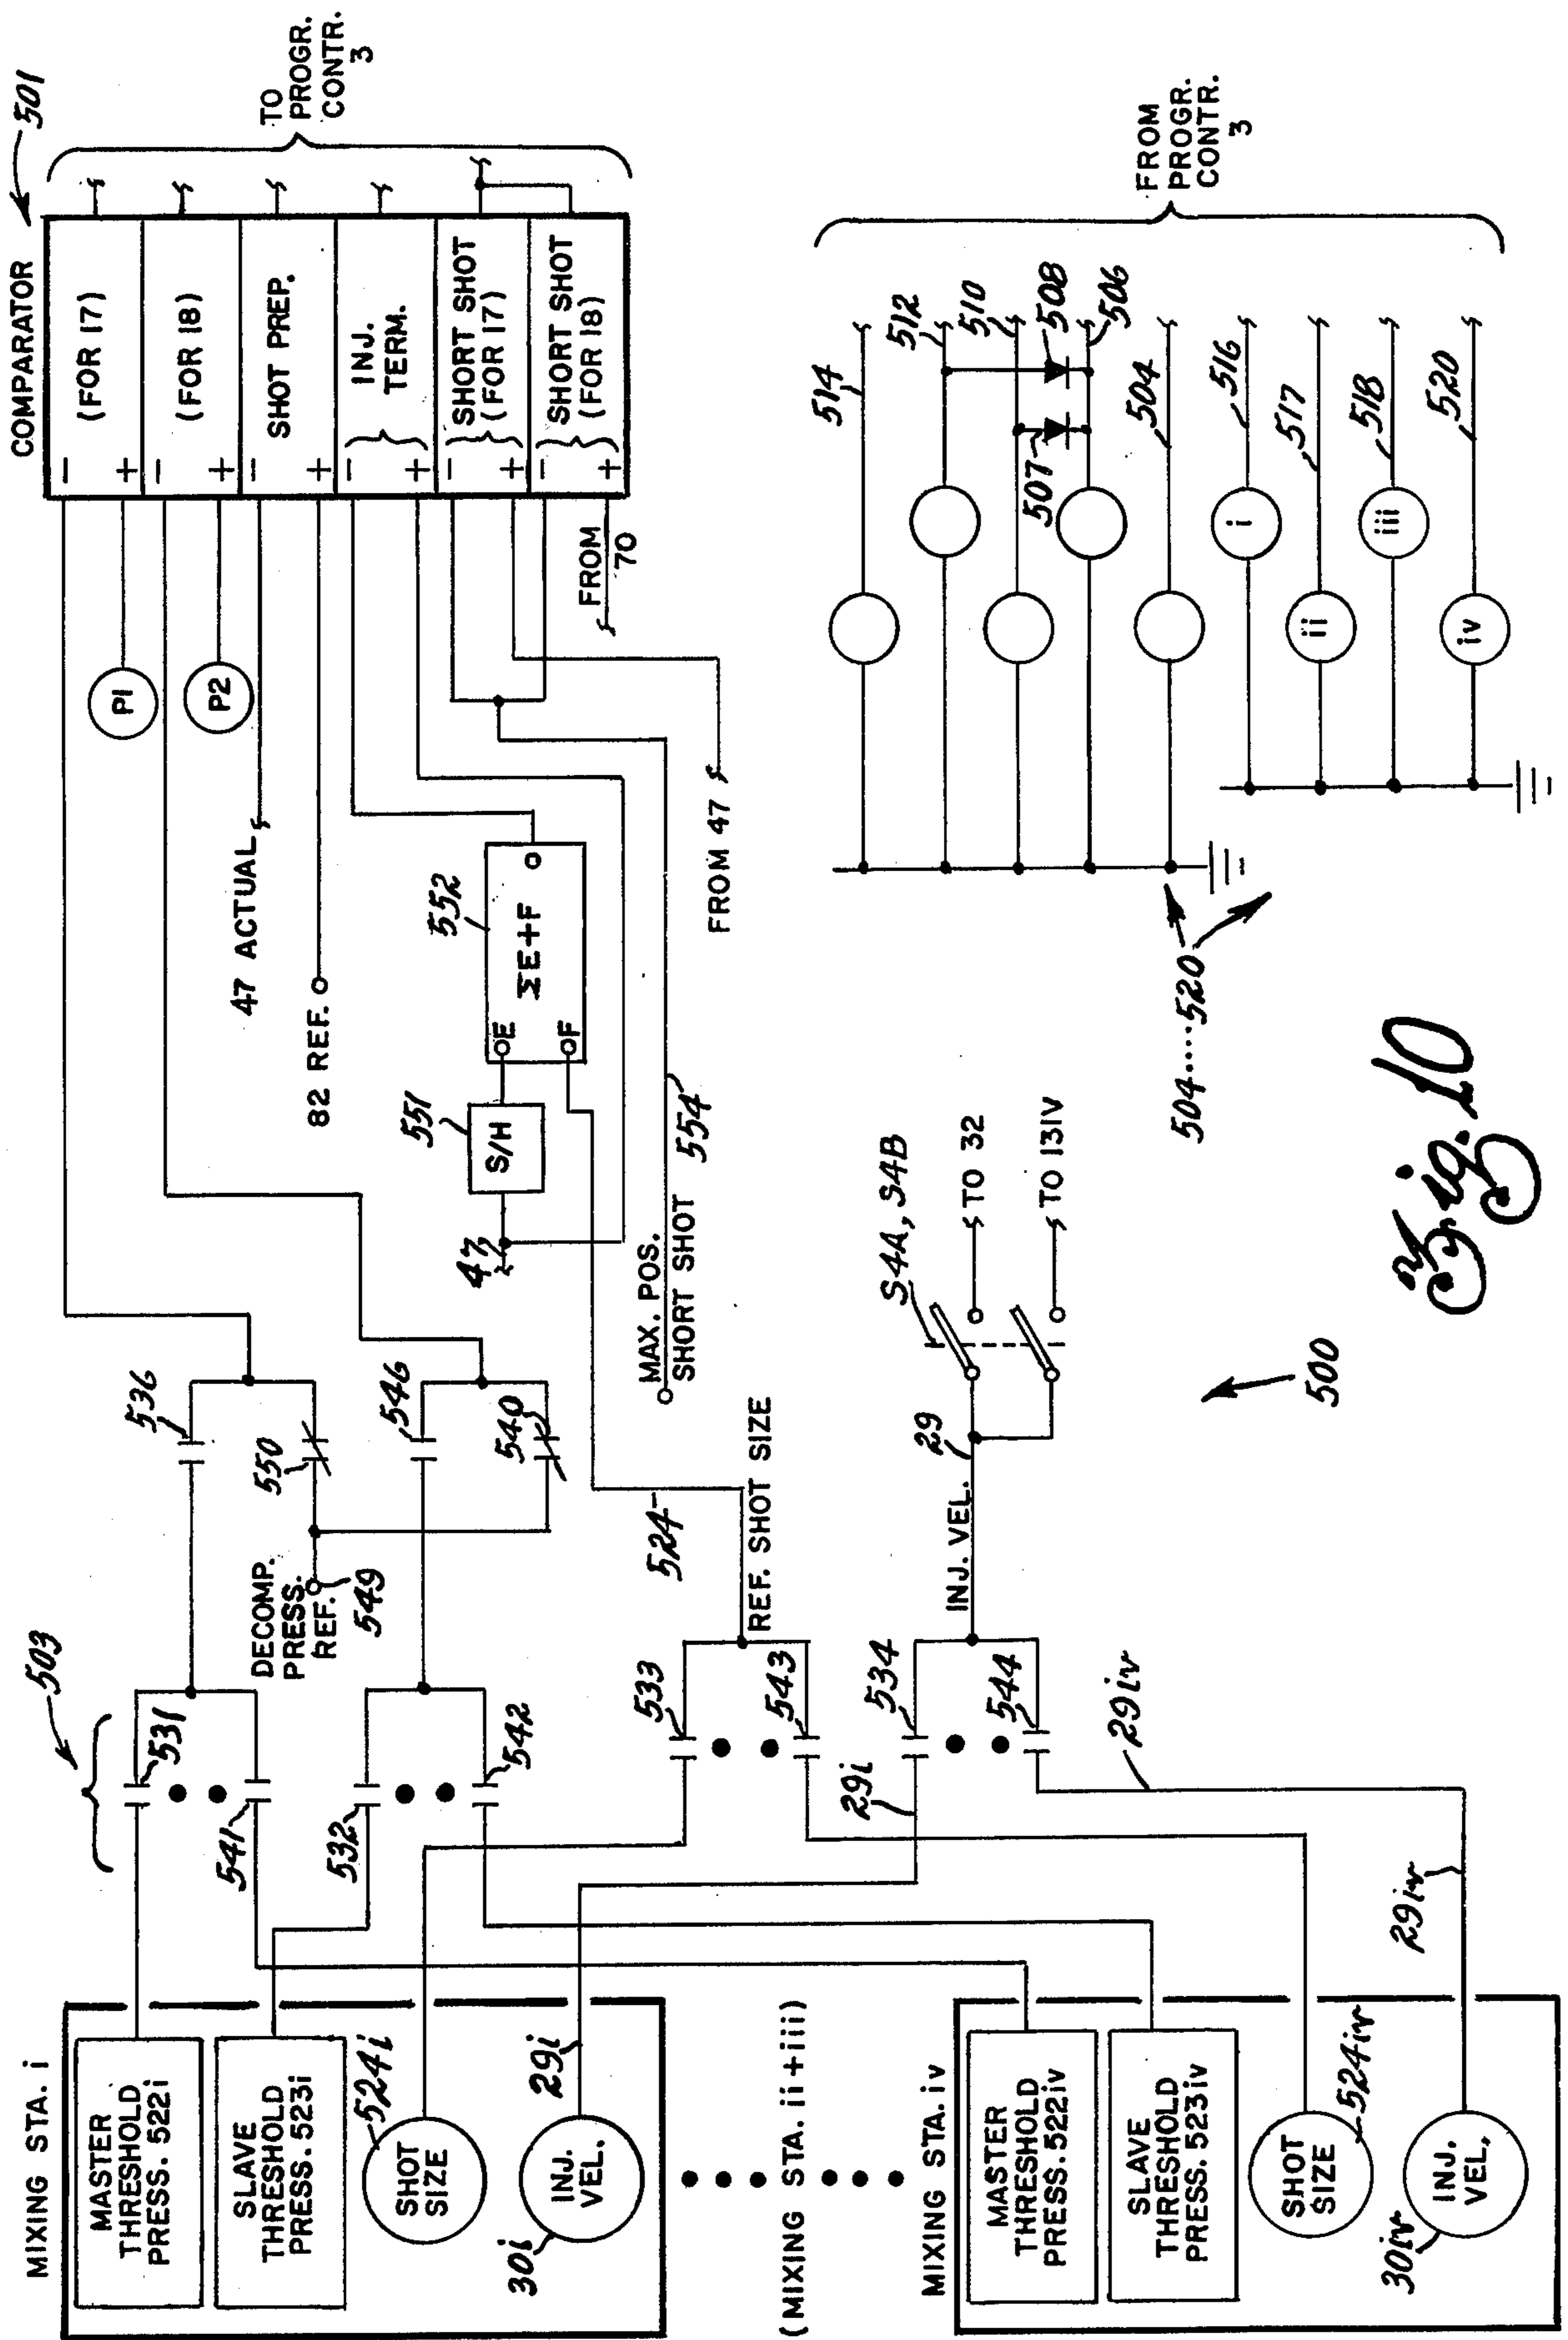 COMPARATOR
501
-
(FOR 17)
+
-
(FOR 18)
+
-
SHOT PREP.
+
-
INJ.
TERM.
+
-
SHORT SHOT
(FOR 17)
+
-
SHORT SHOT
(FOR 18)
+
TO
PROGR.
CONTR.
3
P1
P2
47 ACTUAL
82 REF.
FROM
70
FROM 47
552
E
F
ΣE+F
O
551
S/H
47
MAX. POS.
SHORT SHOT
554
503
531
541
532
542
536
550
546
540
DECOMP.
PRESS.
REF.
549
533
543
524
REF. SHOT SIZE
534
544
29i
29iv
INJ. VEL.
29
S4A, S4B
TO 32
TO 131V
500
MIXING STA. i
MASTER
THRESHOLD
PRESS. 522i
SLAVE
THRESHOLD
PRESS. 523i
SHOT
SIZE
524i
INJ.
VEL.
30i
29i
(MIXING STA. ii+iii)
MIXING STA. iv
MASTER
THRESHOLD
PRESS. 522iv
SLAVE
THRESHOLD
PRESS. 523iv
SHOT
SIZE
524iv
INJ.
VEL.
30iv
29iv
FROM
PROGR.
CONTR.
3
514
512
510
508
507
506
504
516
i
517
ii
518
iii
520
iv
504.....520
Fig. 10